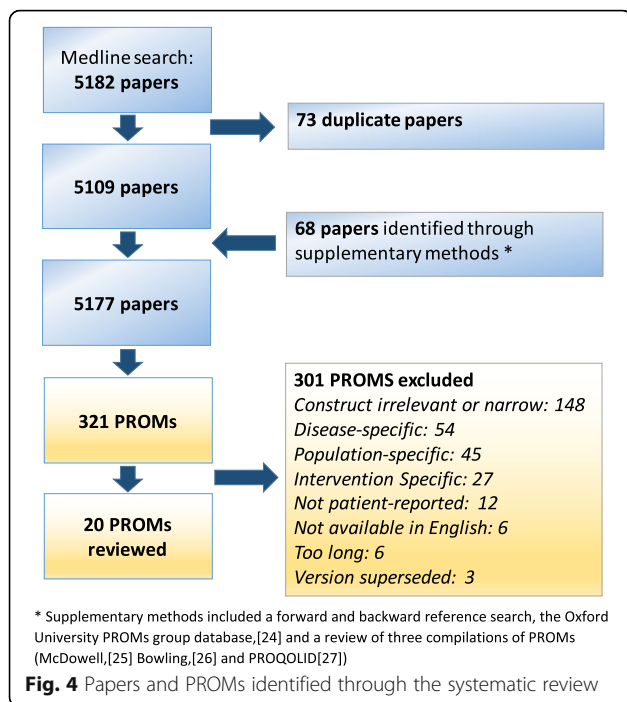 Medline search:
5182 papers
73 duplicate papers
5109 papers
68 papers identified through
supplementary methods *
5177 papers
321 PROMs
301 PROMS excluded
Construct irrelevant or narrow: 148
Disease-specific: 54
Population-specific: 45
Intervention Specific: 27
Not patient-reported: 12
Not available in English: 6
Too long: 6
Version superseded: 3
20 PROMs
reviewed
* Supplementary methods included a forward and backward reference search, the Oxford
University PROMs group database,[24] and a review of three compilations of PROMs
(McDowell,[25] Bowling,[26] and PROQOLID[27])
Fig. 4 Papers and PROMs identified through the systematic review